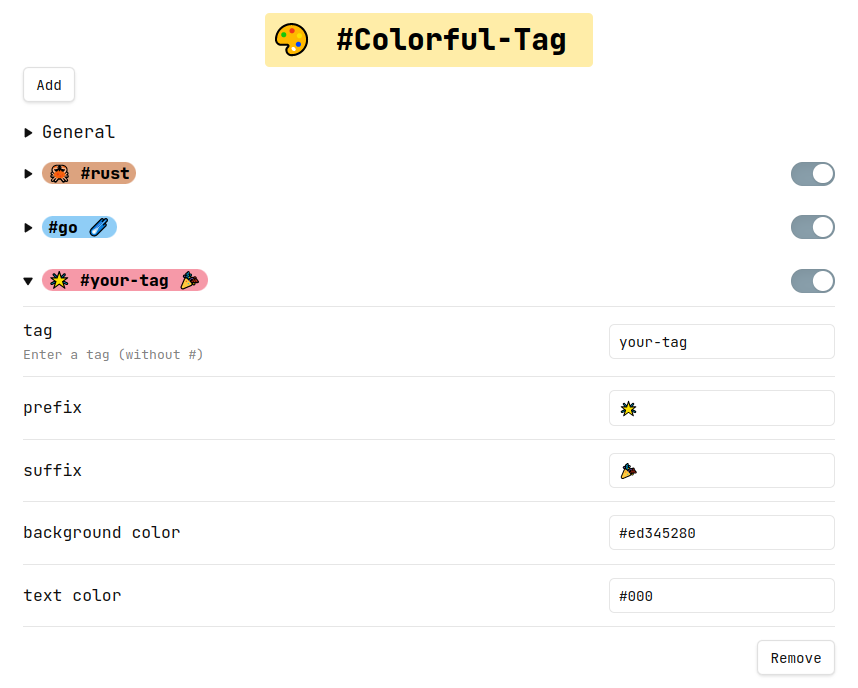 🎨 #Colorful-Tag
Add
General
🦀 #rust
#go
🌟 #your-tag 🎉
tag
Enter a tag (without #)
your-tag
prefix
🌟
suffix
🎉
background color
#ed345280
text color
#000
Remove